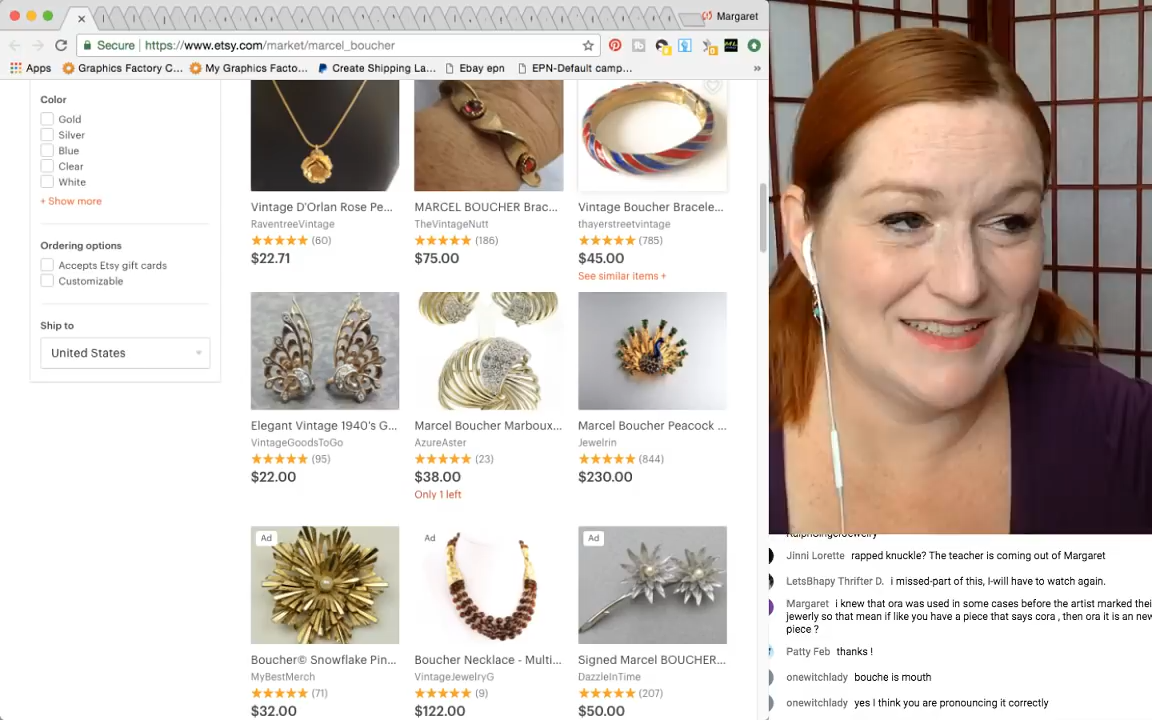 Margaret
Secure | https://www.etsy.com/market/marcel_boucher
Apps Graphics Factory C... My Graphics Facto... Create Shipping La... Ebay epn EPN-Default camp... »
Color
Gold
Silver
Blue
Clear
White
+ Show more
Ordering options
Accepts Etsy gift cards
Customizable
Ship to
United States
Vintage D'Orlan Rose Pe... MARCEL BOUCHER Brac... Vintage Boucher Bracele...
RaventreeVintage TheVintageNutt thayerstreetvintage
★★★★★ (60) ★★★★★ (186) ★★★★★ (785)
$22.71 $75.00 $45.00
See similar items +
Elegant Vintage 1940's G... Marcel Boucher Marboux... Marcel Boucher Peacock ...
VintageGoodsToGo AzureAster Jewelrin
★★★★★ (95) ★★★★★ (23) ★★★★★ (844)
$22.00 $38.00 $230.00
Only 1 left
Ad Ad Ad
Boucher© Snowflake Pin... Boucher Necklace - Multi... Signed Marcel BOUCHER...
MyBestMerch VintageJewelryG DazzleInTime
★★★★★ (71) ★★★★★ (9) ★★★★★ (207)
$32.00 $122.00 $50.00
Jinni Lorette rapped knuckle? The teacher is coming out of Margaret
LetsBhapy Thrifter D. i missed-part of this, I-will have to watch again.
Margaret i knew that ora was used in some cases before the artist marked thei
jewerly so that mean if like you have a piece that says cora , then ora it is an new
piece ?
Patty Feb thanks !
onewitchlady bouche is mouth
onewitchlady yes I think you are pronouncing it correctly